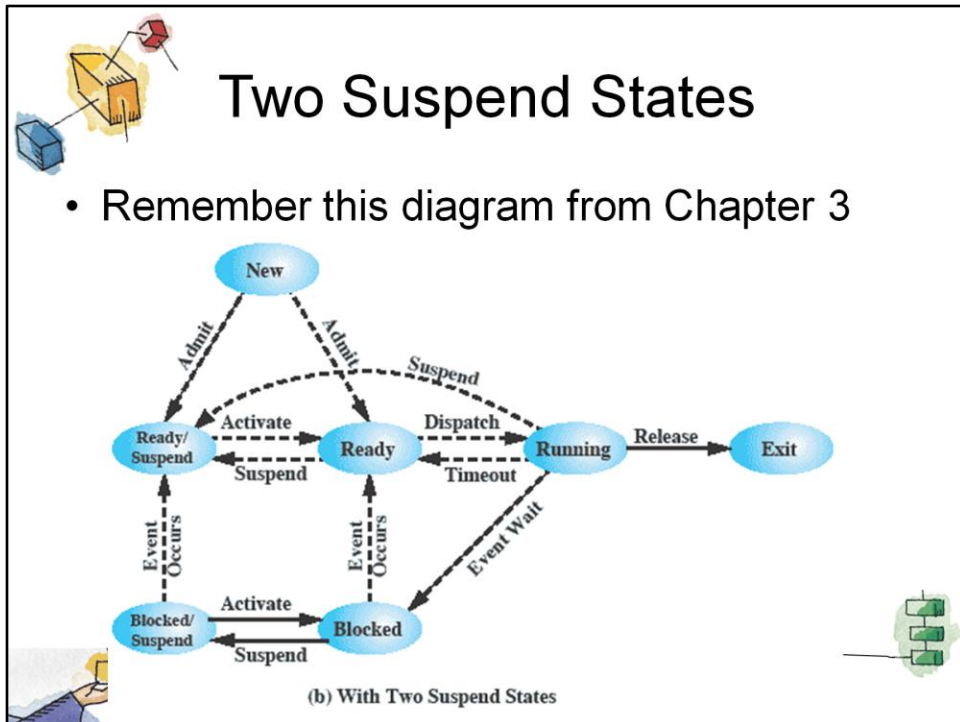 Two Suspend States
• Remember this diagram from Chapter 3
New
Admit
Admit
Suspend
Ready/
Suspend
Activate
Suspend
Ready
Dispatch
Timeout
Running
Release
Exit
Event
Occurs
Event
Occurs
Event Wait
Blocked/
Suspend
Activate
Suspend
Blocked
(b) With Two Suspend States